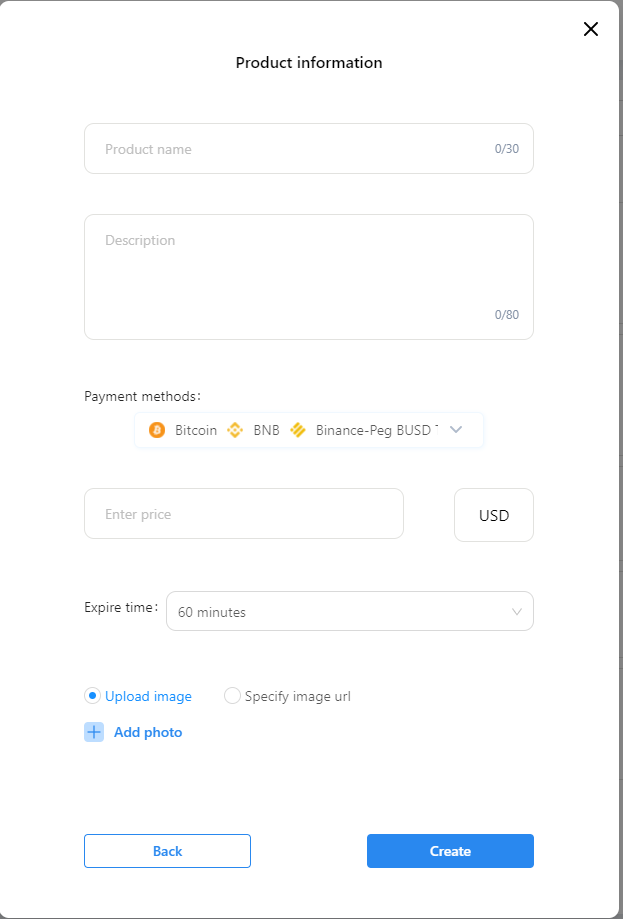 Product information
Product name
0/30
Description
0/80
Payment methods:
Bitcoin BNB Binance-Peg BUSD
Enter price
USD
Expire time:
60 minutes
Upload image
Specify image url
Add photo
Back
Create